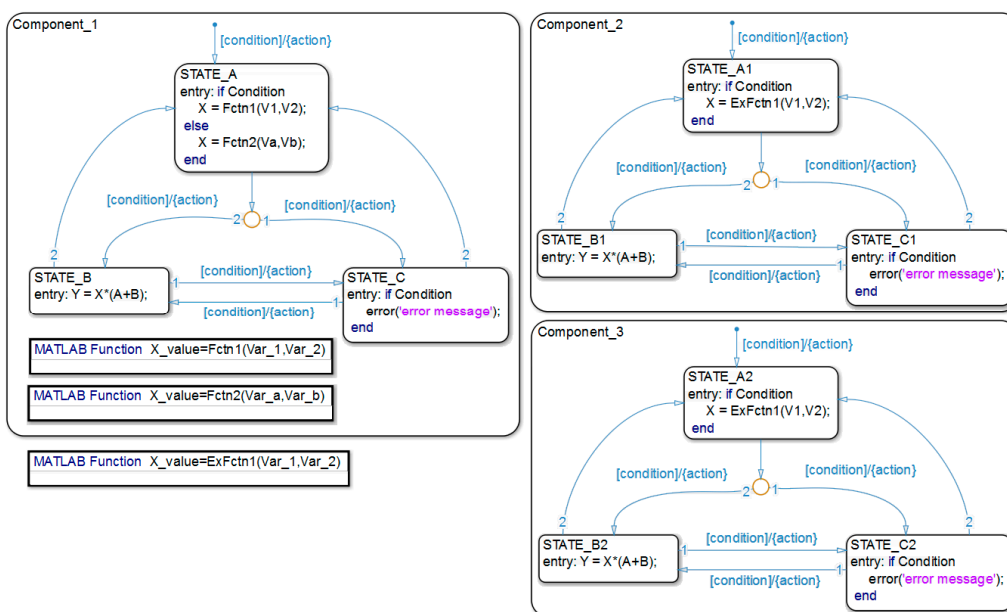 Component_1
[condition]/{action}
STATE_A
entry: if Condition
X = Fctn1(V1,V2);
else
X = Fctn2(Va,Vb);
end
[condition]/{action}
[condition]/{action}
2
1
2
2
STATE_B
entry: Y = X*(A+B);
1
[condition]/{action}
1
[condition]/{action}
STATE_C
entry: if Condition
error('error message');
end
MATLAB Function X_value=Fctn1(Var_1,Var_2)
MATLAB Function X_value=Fctn2(Var_a,Var_b)
MATLAB Function X_value=ExFctn1(Var_1,Var_2)
Component_2
[condition]/{action}
STATE_A1
entry: if Condition
X = ExFctn1(V1,V2);
end
[condition]/{action}
[condition]/{action}
2
1
2
2
STATE_B1
entry: Y = X*(A+B);
1
[condition]/{action}
1
[condition]/{action}
STATE_C1
entry: if Condition
error('error message');
end
Component_3
[condition]/{action}
STATE_A2
entry: if Condition
X = ExFctn1(V1,V2);
end
[condition]/{action}
[condition]/{action}
2
1
2
2
STATE_B2
entry: Y = X*(A+B);
1
[condition]/{action}
1
[condition]/{action}
STATE_C2
entry: if Condition
error('error message');
end